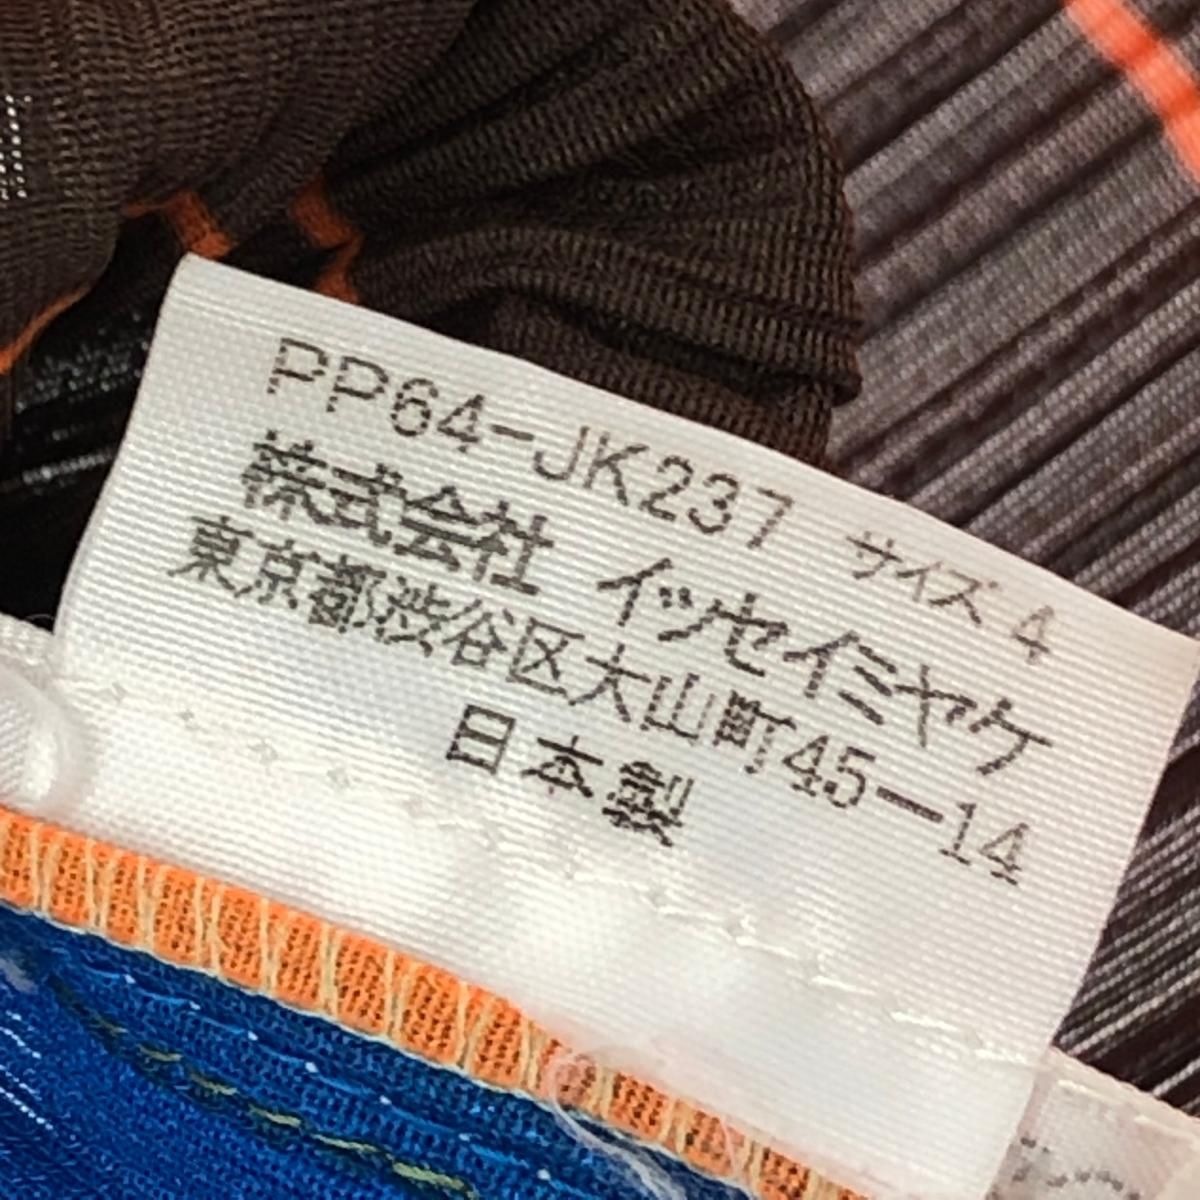 PP64-JK237 サイズ 4
株式会社 イッセイミヤケ
東京都渋谷区大山町45-14
日本製